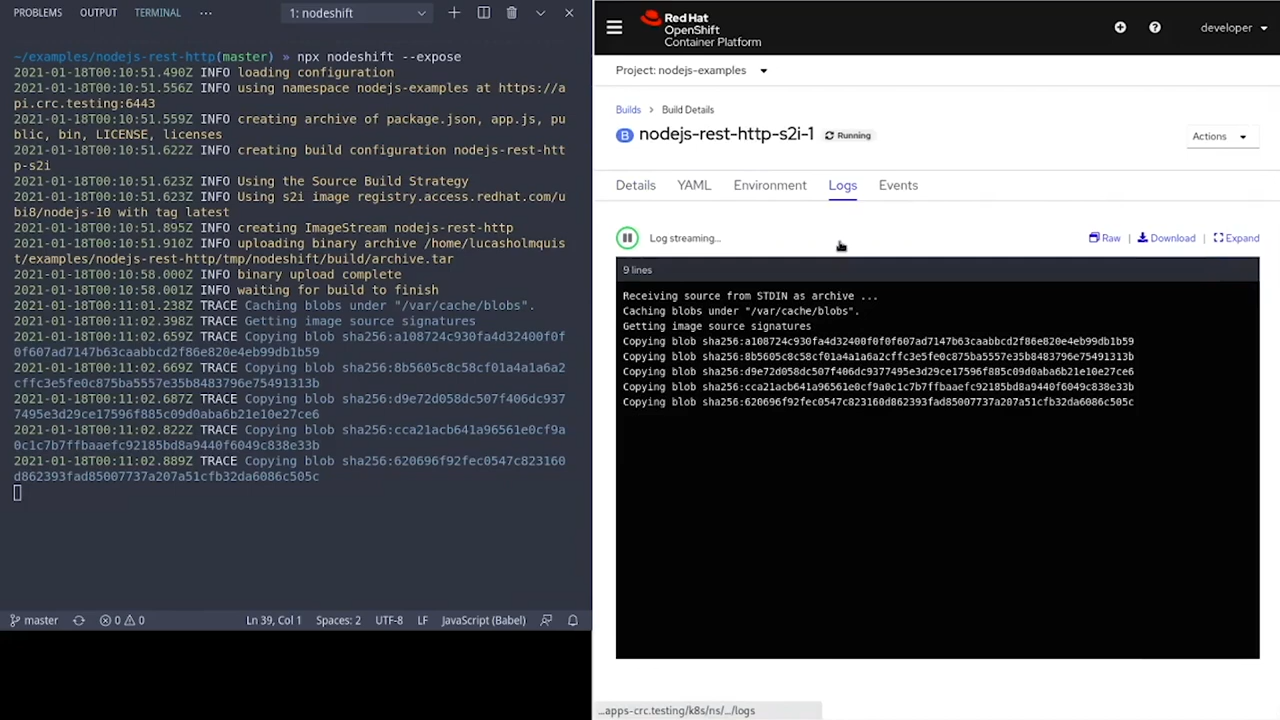 PROBLEMS OUTPUT TERMINAL ··· 1: nodeshift
~/examples/nodejs-rest-http(master) » npx nodeshift --expose
2021-01-18T00:10:51.490Z INFO loading configuration
2021-01-18T00:10:51.556Z INFO using namespace nodejs-examples at https://a
pi.crc.testing:6443
2021-01-18T00:10:51.559Z INFO creating archive of package.json, app.js, pu
blic, bin, LICENSE, licenses
2021-01-18T00:10:51.622Z INFO creating build configuration nodejs-rest-htt
p-s2i
2021-01-18T00:10:51.623Z INFO Using the Source Build Strategy
2021-01-18T00:10:51.623Z INFO Using s2i image registry.access.redhat.com/u
bi8/nodejs-10 with tag latest
2021-01-18T00:10:51.895Z INFO creating ImageStream nodejs-rest-http
2021-01-18T00:10:51.910Z INFO uploading binary archive /home/lucasholmquis
t/examples/nodejs-rest-http/tmp/nodeshift/build/archive.tar
2021-01-18T00:10:58.000Z INFO binary upload complete
2021-01-18T00:10:58.001Z INFO waiting for build to finish
2021-01-18T00:11:01.238Z TRACE Caching blobs under "/var/cache/blobs".
2021-01-18T00:11:02.398Z TRACE Getting image source signatures
2021-01-18T00:11:02.659Z TRACE Copying blob sha256:a108724c930fa4d32400f0f
0f607ad7147b63caabbcd2f86e820e4eb99db1b59
2021-01-18T00:11:02.669Z TRACE Copying blob sha256:8b5605c8c58cf01a4a1a6a2
cffc3e5fe0c875ba5557e35b8483796e75491313b
2021-01-18T00:11:02.687Z TRACE Copying blob sha256:d9e72d058dc507f406dc937
7495e3d29ce17596f885c09d0aba6b21e10e27ce6
2021-01-18T00:11:02.822Z TRACE Copying blob sha256:cca21acb641a96561e0cf9a
0c1c7b7ffbaaefc92185bd8a9440f6049c838e33b
2021-01-18T00:11:02.889Z TRACE Copying blob sha256:620696f92fec0547c823160
d862393fad85007737a207a51cfb32da6086c505c
master 0 0 Ln 39, Col 1 Spaces: 2 UTF-8 LF JavaScript (Babel)
Red Hat
OpenShift
Container Platform
developer
Project: nodejs-examples
Builds > Build Details
B nodejs-rest-http-s2i-1 Running
Actions
Details YAML Environment Logs Events
Log streaming...
Raw | Download | Expand
9 lines
Receiving source from STDIN as archive ...
Caching blobs under "/var/cache/blobs".
Getting image source signatures
Copying blob sha256:a108724c930fa4d32400f0f0f607ad7147b63caabbcd2f86e820e4eb99db1b59
Copying blob sha256:8b5605c8c58cf01a4a1a6a2cffc3e5fe0c875ba5557e35b8483796e75491313b
Copying blob sha256:d9e72d058dc507f406dc9377495e3d29ce17596f885c09d0aba6b21e10e27ce6
Copying blob sha256:cca21acb641a96561e0cf9a0c1c7b7ffbaaefc92185bd8a9440f6049c838e33b
Copying blob sha256:620696f92fec0547c823160d862393fad85007737a207a51cfb32da6086c505c
...apps-crc.testing/k8s/ns/.../logs